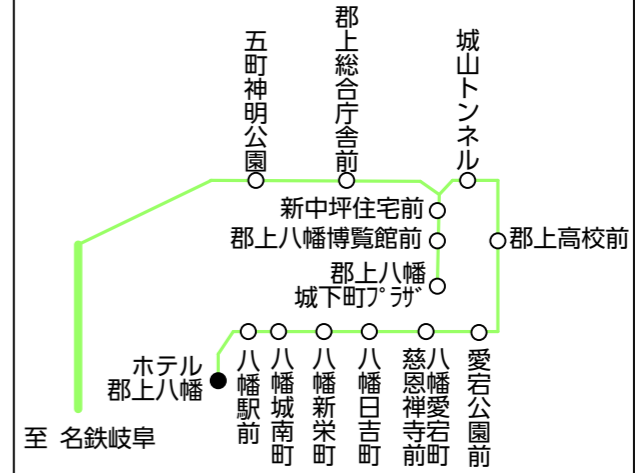 五町神明公園
郡上総合庁舎前
城山トンネル
新中坪住宅前
郡上八幡博覧館前
郡上八幡
城下町プラザ
郡上高校前
ホテル
郡上八幡
八幡駅前
八幡城南町
八幡新栄町
八幡日吉町
八幡愛宕町
慈恩禅寺前
愛宕公園前
至 名鉄岐阜